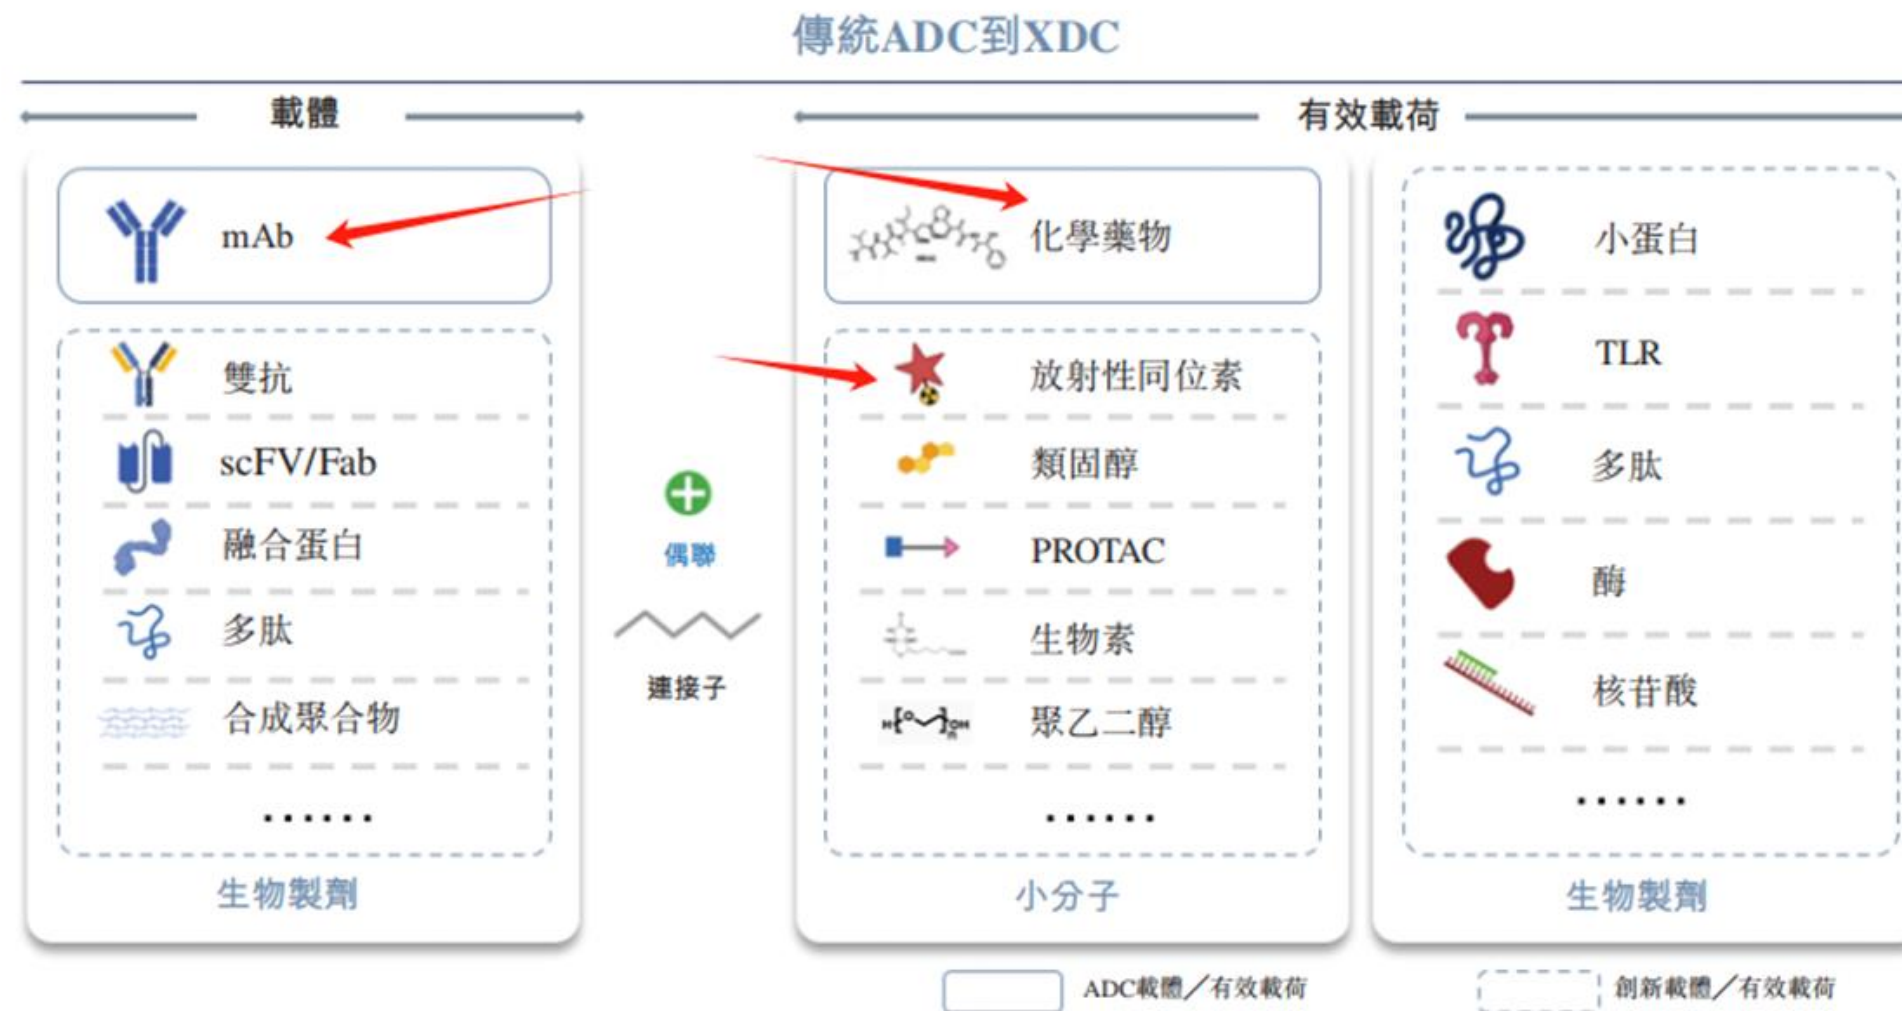 傳統ADC到XDC
載體
有效載荷
mAb
雙抗
scFV/Fab
融合蛋白
多肽
合成聚合物
......
生物製劑
偶聯
連接子
化學藥物
放射性同位素
類固醇
PROTAC
生物素
聚乙二醇
H
O
n
OH
......
小分子
小蛋白
TLR
多肽
酶
核苷酸
......
生物製劑
ADC載體／有效載荷
創新載體／有效載荷